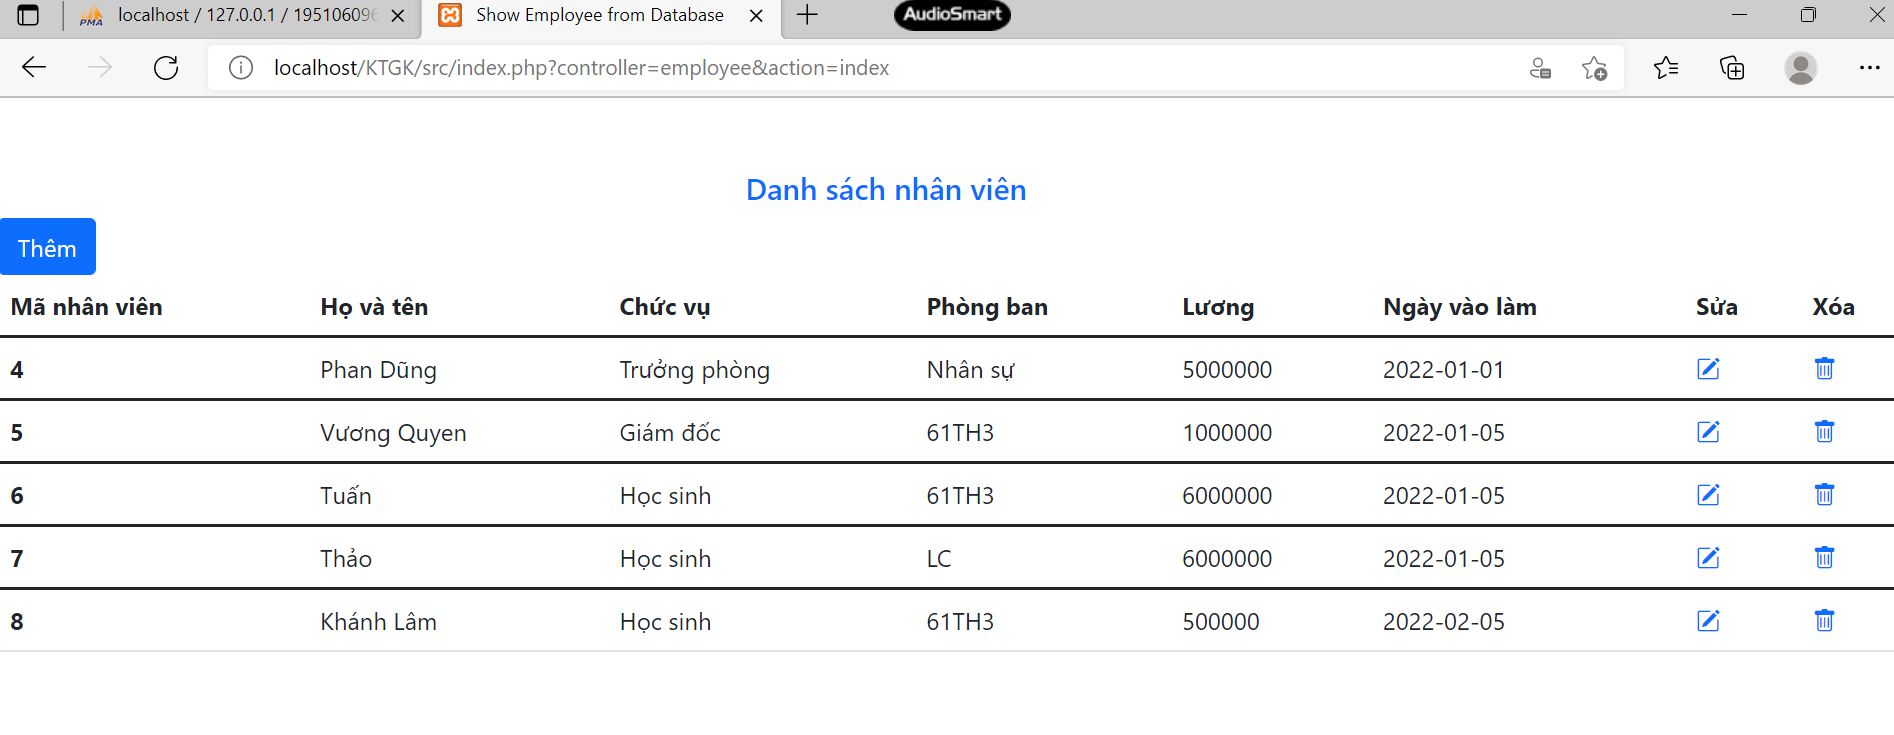 PMA localhost / 127.0.0.1 / 195106096 Show Employee from Database AudioSmart
localhost/KTGK/src/index.php?controller=employee&action=index
Danh sách nhân viên
Thêm
Mã nhân viên Họ và tên Chức vụ Phòng ban Lương Ngày vào làm Sửa Xóa
4 Phan Dũng Trưởng phòng Nhân sự 5000000 2022-01-01
5 Vương Quyen Giám đốc 61TH3 1000000 2022-01-05
6 Tuấn Học sinh 61TH3 6000000 2022-01-05
7 Thảo Học sinh LC 6000000 2022-01-05
8 Khánh Lâm Học sinh 61TH3 500000 2022-02-05